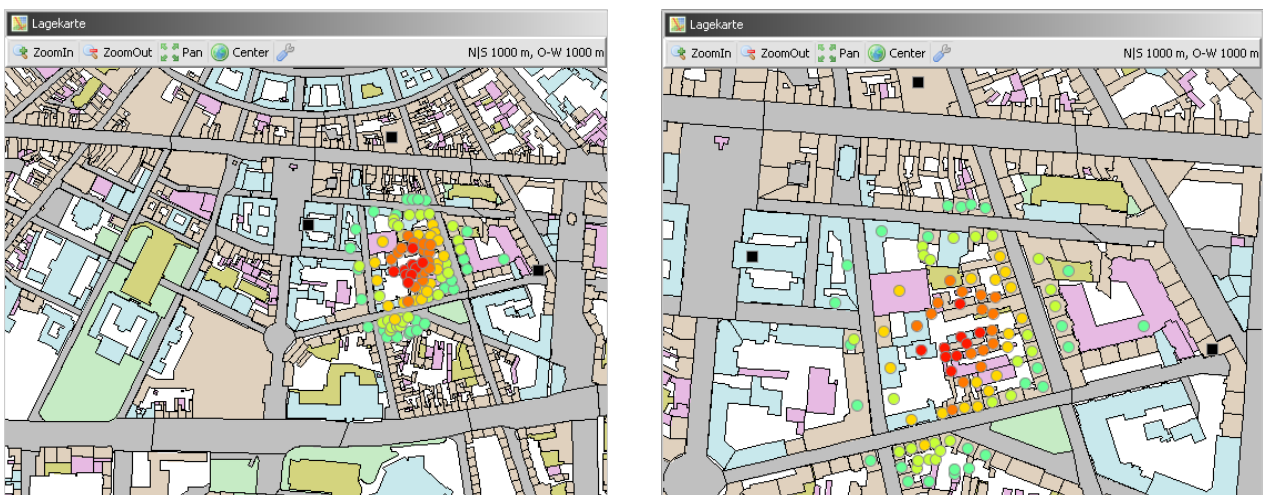 Lagekarte
ZoomIn ZoomOut Pan Center N|S 1000 m, O-W 1000 m
Lagekarte
ZoomIn ZoomOut Pan Center N|S 1000 m, O-W 1000 m